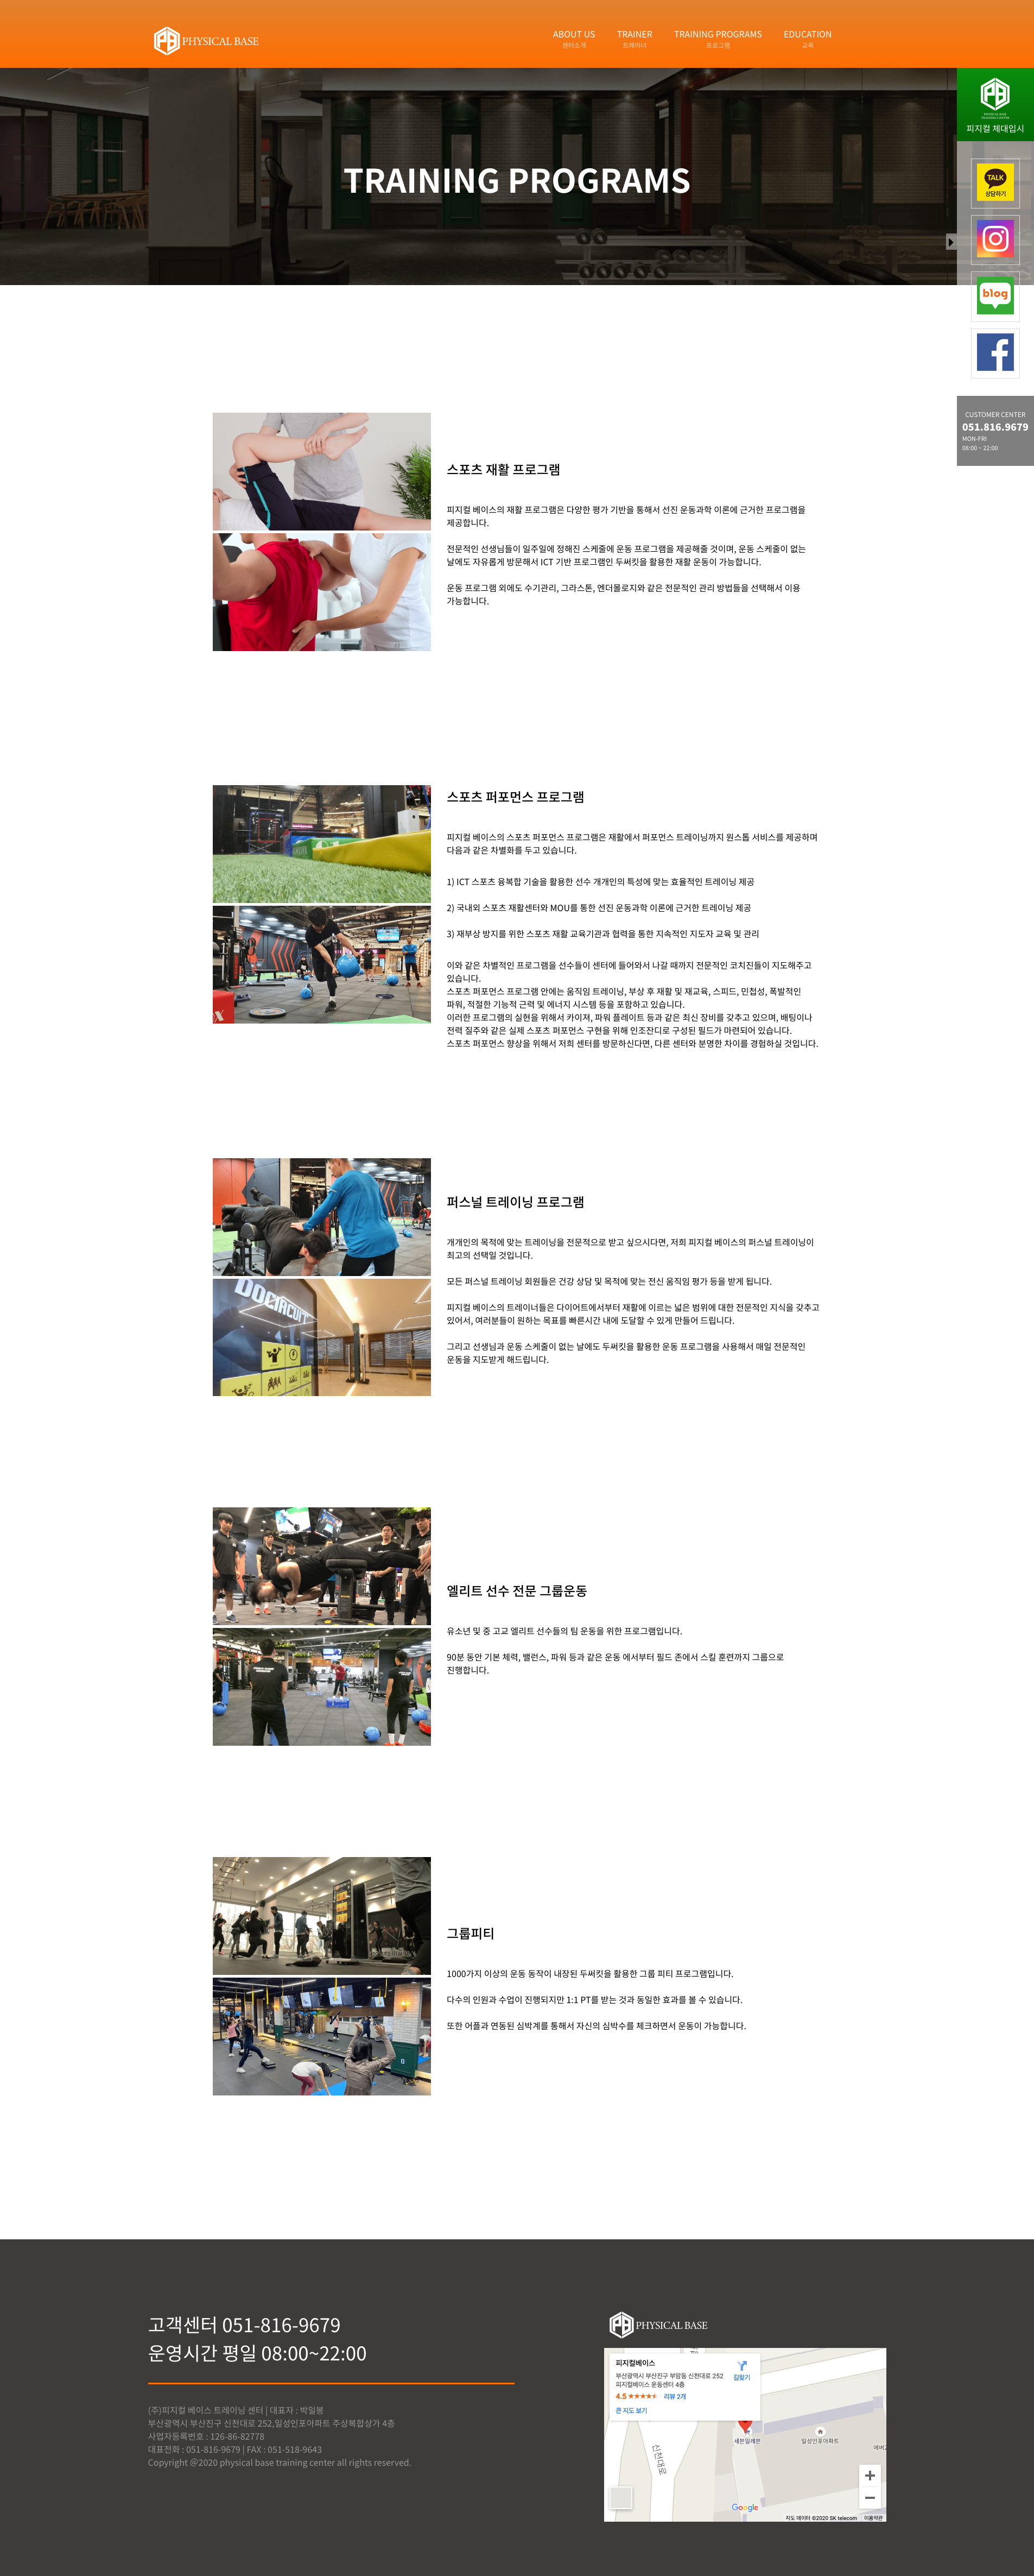 PHYSICAL BASE
ABOUT US
센터소개
TRAINER
트레이너
TRAINING PROGRAMS
프로그램
EDUCATION
교육
PHYSICAL BASE
TRAINING CENTER
피지컬 체대입시
TRAINING PROGRAMS
TALK
상담하기
blog
CUSTOMER CENTER
051.816.9679
MON-FRI
08:00 ~ 22:00
스포츠 재활 프로그램
피지컬 베이스의 재활 프로그램은 다양한 평가 기반을 통해서 선진 운동과학 이론에 근거한 프로그램을
제공합니다.
전문적인 선생님들이 일주일에 정해진 스케줄에 운동 프로그램을 제공해줄 것이며, 운동 스케줄이 없는
날에도 자유롭게 방문해서 ICT 기반 프로그램인 두써킷을 활용한 재활 운동이 가능합니다.
운동 프로그램 외에도 수기관리, 그라스톤, 엔더몰로지와 같은 전문적인 관리 방법들을 선택해서 이용
가능합니다.
스포츠 퍼포먼스 프로그램
피지컬 베이스의 스포츠 퍼포먼스 프로그램은 재활에서 퍼포먼스 트레이닝까지 원스톱 서비스를 제공하며
다음과 같은 차별화를 두고 있습니다.
1) ICT 스포츠 융복합 기술을 활용한 선수 개개인의 특성에 맞는 효율적인 트레이닝 제공
2) 국내외 스포츠 재활센터와 MOU를 통한 선진 운동과학 이론에 근거한 트레이닝 제공
3) 재부상 방지를 위한 스포츠 재활 교육기관과 협력을 통한 지속적인 지도자 교육 및 관리
이와 같은 차별적인 프로그램을 선수들이 센터에 들어와서 나갈 때까지 전문적인 코치진들이 지도해주고
있습니다.
스포츠 퍼포먼스 프로그램 안에는 움직임 트레이닝, 부상 후 재활 및 재교육, 스피드, 민첩성, 폭발적인
파워, 적절한 기능적 근력 및 에너지 시스템 등을 포함하고 있습니다.
이러한 프로그램의 실현을 위해서 카이져, 파워 플레이트 등과 같은 최신 장비를 갖추고 있으며, 배팅이나
전력 질주와 같은 실제 스포츠 퍼포먼스 구현을 위해 인조잔디로 구성된 필드가 마련되어 있습니다.
스포츠 퍼포먼스 향상을 위해서 저희 센터를 방문하신다면, 다른 센터와 분명한 차이를 경험하실 것입니다.
퍼스널 트레이닝 프로그램
개개인의 목적에 맞는 트레이닝을 전문적으로 받고 싶으시다면, 저희 피지컬 베이스의 퍼스널 트레이닝이
최고의 선택일 것입니다.
모든 퍼스널 트레이닝 회원들은 건강 상담 및 목적에 맞는 전신 움직임 평가 등을 받게 됩니다.
피지컬 베이스의 트레이너들은 다이어트에서부터 재활에 이르는 넓은 범위에 대한 전문적인 지식을 갖추고
있어서, 여러분들이 원하는 목표를 빠른시간 내에 도달할 수 있게 만들어 드립니다.
그리고 선생님과 운동 스케줄이 없는 날에도 두써킷을 활용한 운동 프로그램을 사용해서 매일 전문적인
운동을 지도받게 해드립니다.
DOCIRCUIT
엘리트 선수 전문 그룹운동
유소년 및 중 고교 엘리트 선수들의 팀 운동을 위한 프로그램입니다.
90분 동안 기본 체력, 밸런스, 파워 등과 같은 운동 에서부터 필드 존에서 스킬 훈련까지 그룹으로
진행합니다.
그룹피티
1000가지 이상의 운동 동작이 내장된 두써킷을 활용한 그룹 피티 프로그램입니다.
다수의 인원과 수업이 진행되지만 1:1 PT를 받는 것과 동일한 효과를 볼 수 있습니다.
또한 어플과 연동된 심박계를 통해서 자신의 심박수를 체크하면서 운동이 가능합니다.
고객센터 051-816-9679
운영시간 평일 08:00~22:00
(주)피지컬 베이스 트레이닝 센터 | 대표자 : 박일봉
부산광역시 부산진구 신천대로 252,일성인포아파트 주상복합상가 4층
사업자등록번호 : 126-86-82778
대표전화 : 051-816-9679 | FAX : 051-518-9643
Copyright @2020 physical base training center all rights reserved.
PHYSICAL BASE
피지컬베이스
부산광역시 부산진구 부암동 신천대로 252
피지컬베이스 운동센터 4층
4.5 ★★★★★ 리뷰 2개
큰 지도 보기
길찾기
세븐일레븐
일성인포아파트
신천대로
Google
지도 데이터 ©2020 SK telecom
이용약관